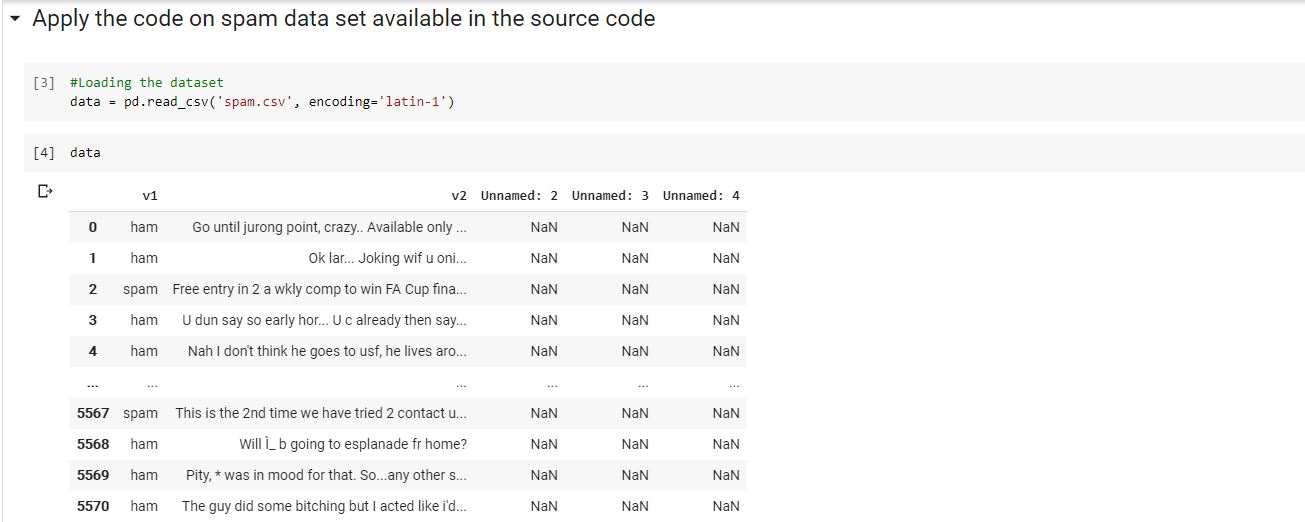 Apply the code on spam data set available in the source code
[3] #Loading the dataset
data = pd.read_csv('spam.csv', encoding='latin-1')
[4] data
v1 v2 Unnamed: 2 Unnamed: 3 Unnamed: 4
0 ham Go until jurong point, crazy.. Available only ... NaN NaN NaN
1 ham Ok lar... Joking wif u oni... NaN NaN NaN
2 spam Free entry in 2 a wkly comp to win FA Cup fina... NaN NaN NaN
3 ham U dun say so early hor... U c already then say... NaN NaN NaN
4 ham Nah I don't think he goes to usf, he lives aro... NaN NaN NaN
... ... ... ... ... ...
5567 spam This is the 2nd time we have tried 2 contact u... NaN NaN NaN
5568 ham Will Ì_ b going to esplanade fr home? NaN NaN NaN
5569 ham Pity, * was in mood for that. So...any other s... NaN NaN NaN
5570 ham The guy did some bitching but I acted like i'd... NaN NaN NaN